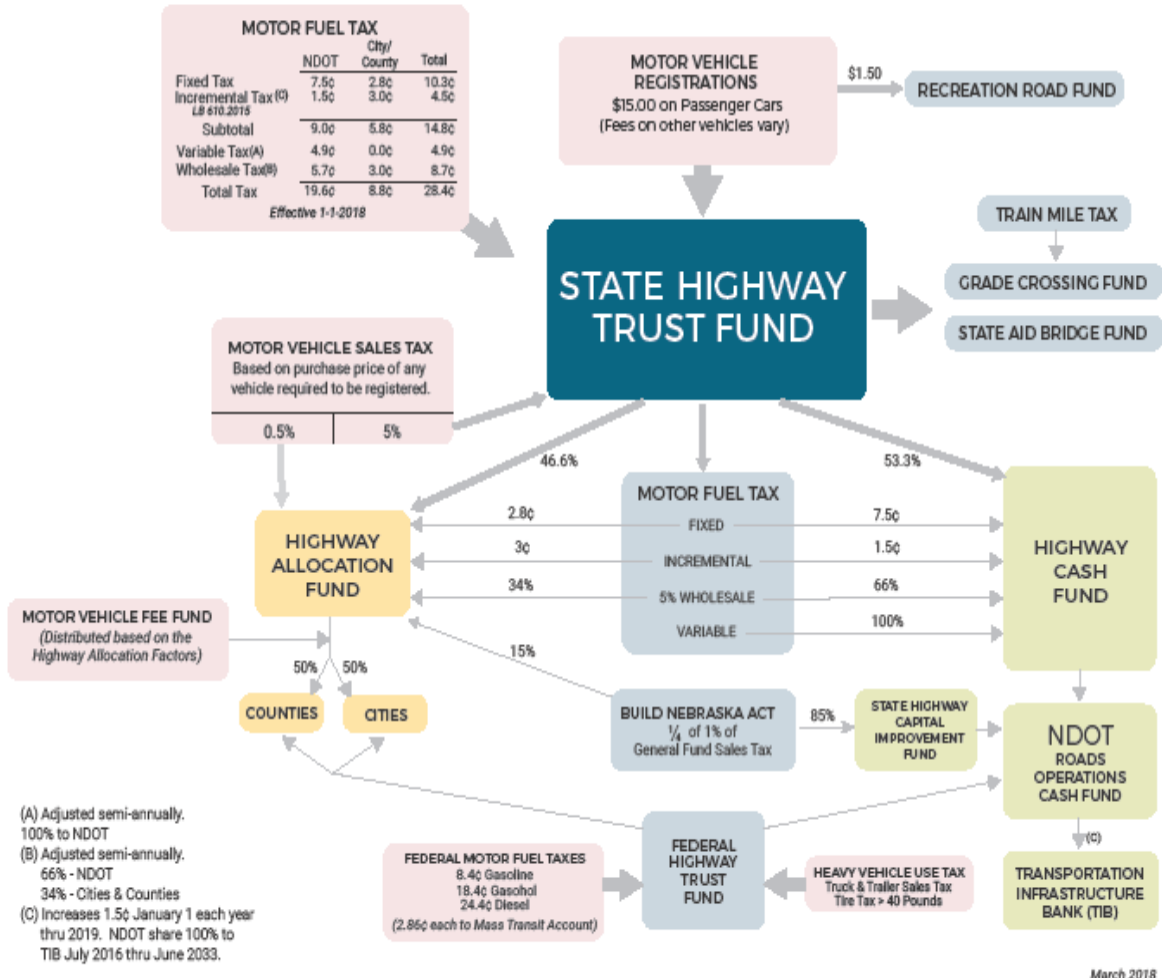 MOTOR FUEL TAX
NDOT City/ County Total
Fixed Tax 7.5¢ 2.8¢ 10.3¢
Incremental Tax (C) 1.5¢ 3.0¢ 4.5¢
LB 610.2015
Subtotal 9.0¢ 5.8¢ 14.8¢
Variable Tax(A) 4.9¢ 0.0¢ 4.9¢
Wholesale Tax(B) 5.7¢ 3.0¢ 8.7¢
Total Tax 19.6¢ 8.8¢ 28.4¢
Effective 1-1-2018
MOTOR VEHICLE
REGISTRATIONS
$15.00 on Passenger Cars
(Fees on other vehicles vary)
$1.50
RECREATION ROAD FUND
TRAIN MILE TAX
GRADE CROSSING FUND
STATE AID BRIDGE FUND
STATE HIGHWAY
TRUST FUND
MOTOR VEHICLE SALES TAX
Based on purchase price of any
vehicle required to be registered.
0.5% 5%
46.6%
53.3%
HIGHWAY
ALLOCATION
FUND
MOTOR FUEL TAX
2.8¢ FIXED 7.5¢
3¢ INCREMENTAL 1.5¢
34% 5% WHOLESALE 66%
VARIABLE 100%
HIGHWAY
CASH
FUND
MOTOR VEHICLE FEE FUND
(Distributed based on the
Highway Allocation Factors)
50% 50%
COUNTIES
CITIES
15%
BUILD NEBRASKA ACT
1/4 of 1% of
General Fund Sales Tax
85%
STATE HIGHWAY
CAPITAL
IMPROVEMENT
FUND
NDOT
ROADS
OPERATIONS
CASH FUND
(C)
TRANSPORTATION
INFRASTRUCTURE
BANK (TIB)
FEDERAL MOTOR FUEL TAXES
8.4¢ Gasoline
18.4¢ Gasohol
24.4¢ Diesel
(2.86¢ each to Mass Transit Account)
FEDERAL
HIGHWAY
TRUST
FUND
HEAVY VEHICLE USE TAX
Truck & Trailer Sales Tax
Tire Tax > 40 Pounds
(A) Adjusted semi-annually.
100% to NDOT
(B) Adjusted semi-annually.
66% - NDOT
34% - Cities & Counties
(C) Increases 1.5¢ January 1 each year
thru 2019. NDOT share 100% to
TIB July 2016 thru June 2033.
March 2018